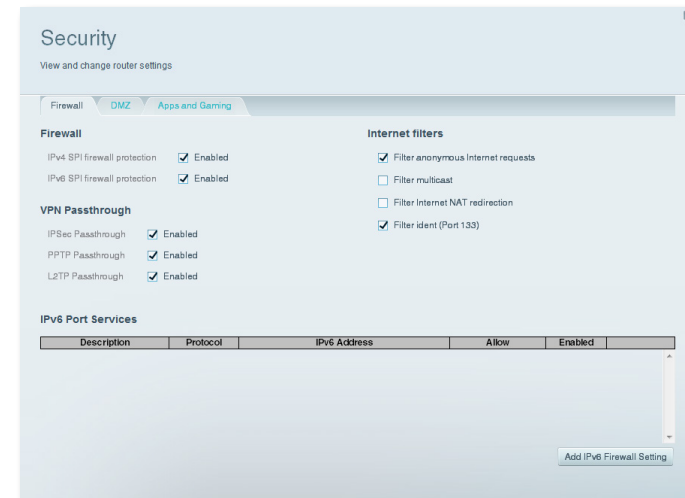 Security
View and change router settings
Firewall DMZ Apps and Gaming
Firewall
IPv4 SPI firewall protection Enabled
IPv6 SPI firewall protection Enabled
VPN Passthrough
IPSec Passthrough Enabled
PPTP Passthrough Enabled
L2TP Passthrough Enabled
Internet filters
Filter anonymous Internet requests
Filter multicast
Filter Internet NAT redirection
Filter ident (Port 133)
IPv6 Port Services
Description Protocol IPv6 Address Allow Enabled
Add IPv6 Firewall Setting